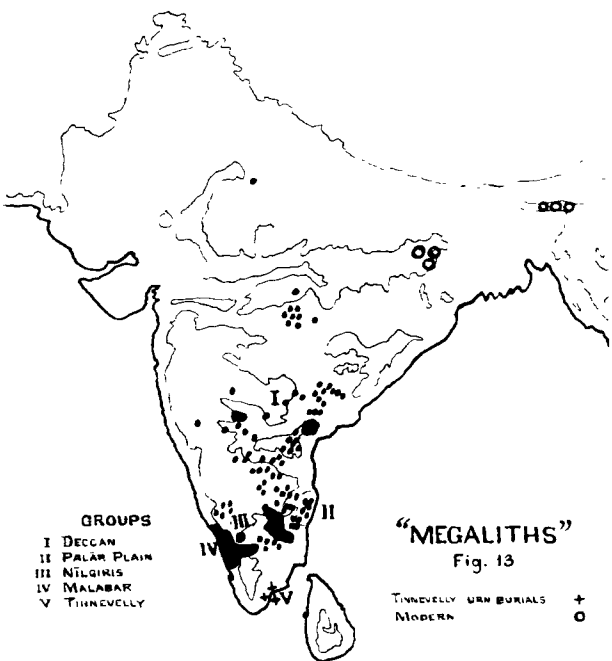 I
II
III
IV
V
GROUPS
I DECCAN
II PALĀR PLAIN
III NĪLGIRIS
IV MALABAR
V TINNEVELLY
"MEGALITHS"
Fig. 13
TINNEVELLY URN BURIALS +
MODERN O